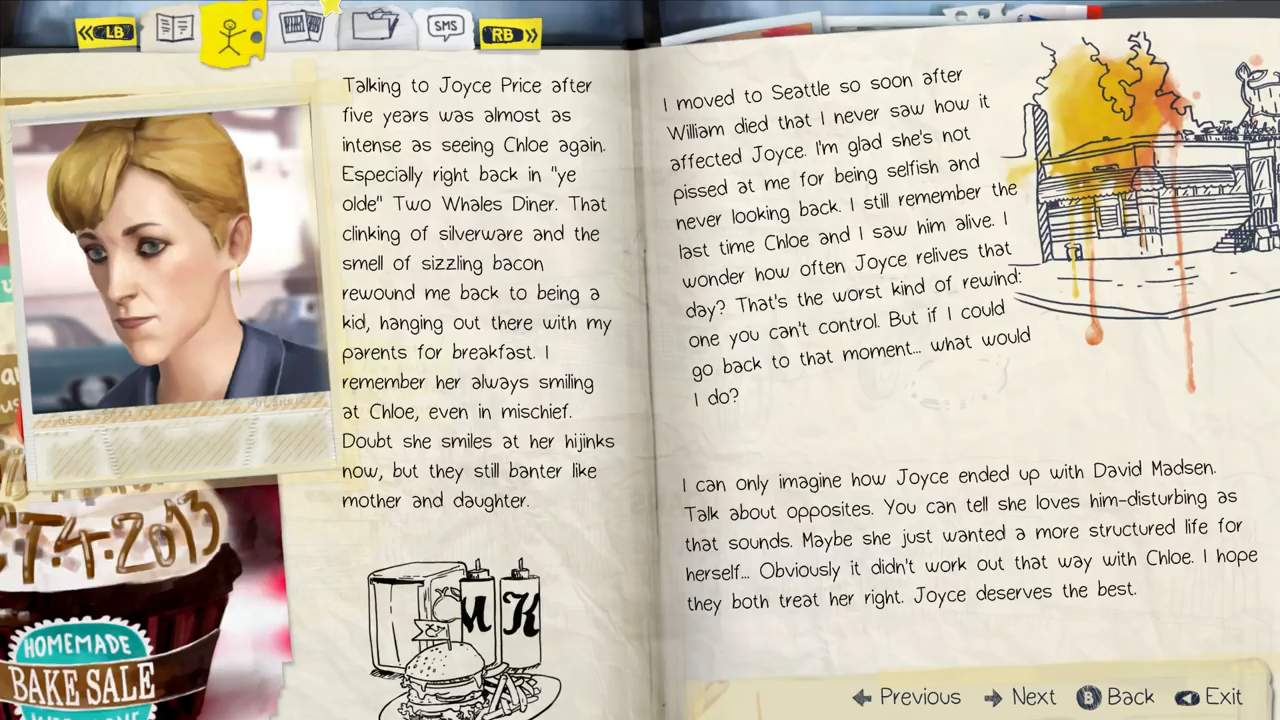 LB
SMS
RB
Talking to Joyce Price after
five years was almost as
intense as seeing Chloe again.
Especially right back in "ye
olde" Two Whales Diner. That
clinking of silverware and the
smell of sizzling bacon
rewound me back to being a
kid, hanging out there with my
parents for breakfast. I
remember her always smiling
at Chloe, even in mischief.
Doubt she smiles at her hijinks
now, but they still banter like
mother and daughter.
M K
CT.4.2013
HOMEMADE
BAKE SALE
I moved to Seattle so soon after
William died that I never saw how it
affected Joyce. I'm glad she's not
pissed at me for being selfish and
never looking back. I still remember the
last time Chloe and I saw him alive. I
wonder how often Joyce relives that
day? That's the worst kind of rewind:
one you can't control. But if I could
go back to that moment... what would
I do?
I can only imagine how Joyce ended up with David Madsen.
Talk about opposites. You can tell she loves him-disturbing as
that sounds. Maybe she just wanted a more structured life for
herself... Obviously it didn't work out that way with Chloe. I hope
they both treat her right. Joyce deserves the best.
Previous Next B Back Exit